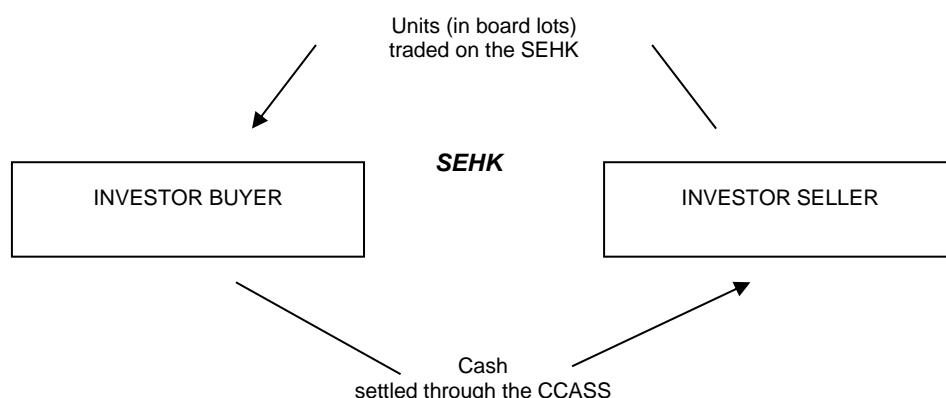 Units (in board lots)
traded on the SEHK
SEHK
INVESTOR BUYER
INVESTOR SELLER
Cash
settled through the CCASS